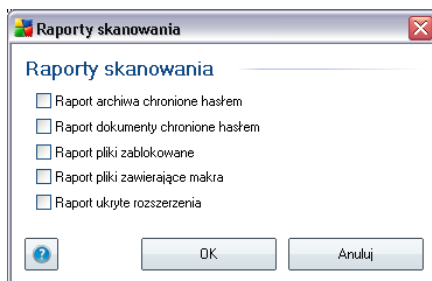 Raporty skanowania
Raporty skanowania
Raport archiwa chronione hasłem
Raport dokumenty chronione hasłem
Raport pliki zablokowane
Raport pliki zawierające makra
Raport ukryte rozszerzenia
? OK Anuluj